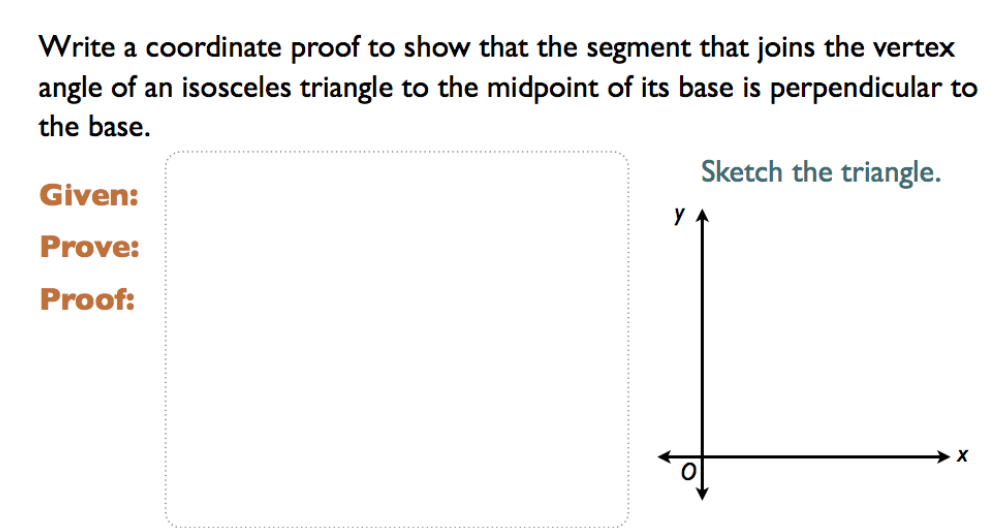 Write a coordinate proof to show that the segment that joins the vertex
angle of an isosceles triangle to the midpoint of its base is perpendicular to
the base.
Given:
Prove:
Proof:
Sketch the triangle.
y
O
x